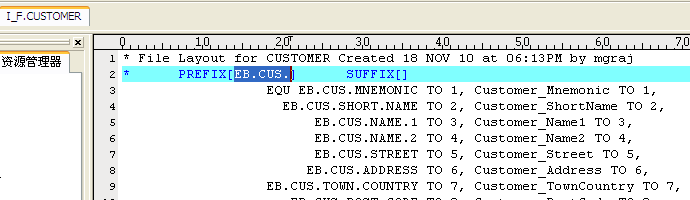 I_F.CUSTOMER
资源管理器
0 10 20 30 40 50 60 70
1 * File Layout for CUSTOMER Created 18 NOV 10 at 06:13PM by mgraj
2 * PREFIX[EB.CUS.] SUFFIX[]
3 EQU EB.CUS.MNEMONIC TO 1, Customer_Mnemonic TO 1,
4 EB.CUS.SHORT.NAME TO 2, Customer_ShortName TO 2,
5 EB.CUS.NAME.1 TO 3, Customer_Name1 TO 3,
6 EB.CUS.NAME.2 TO 4, Customer_Name2 TO 4,
7 EB.CUS.STREET TO 5, Customer_Street TO 5,
8 EB.CUS.ADDRESS TO 6, Customer_Address TO 6,
9 EB.CUS.TOWN.COUNTRY TO 7, Customer_TownCountry TO 7,